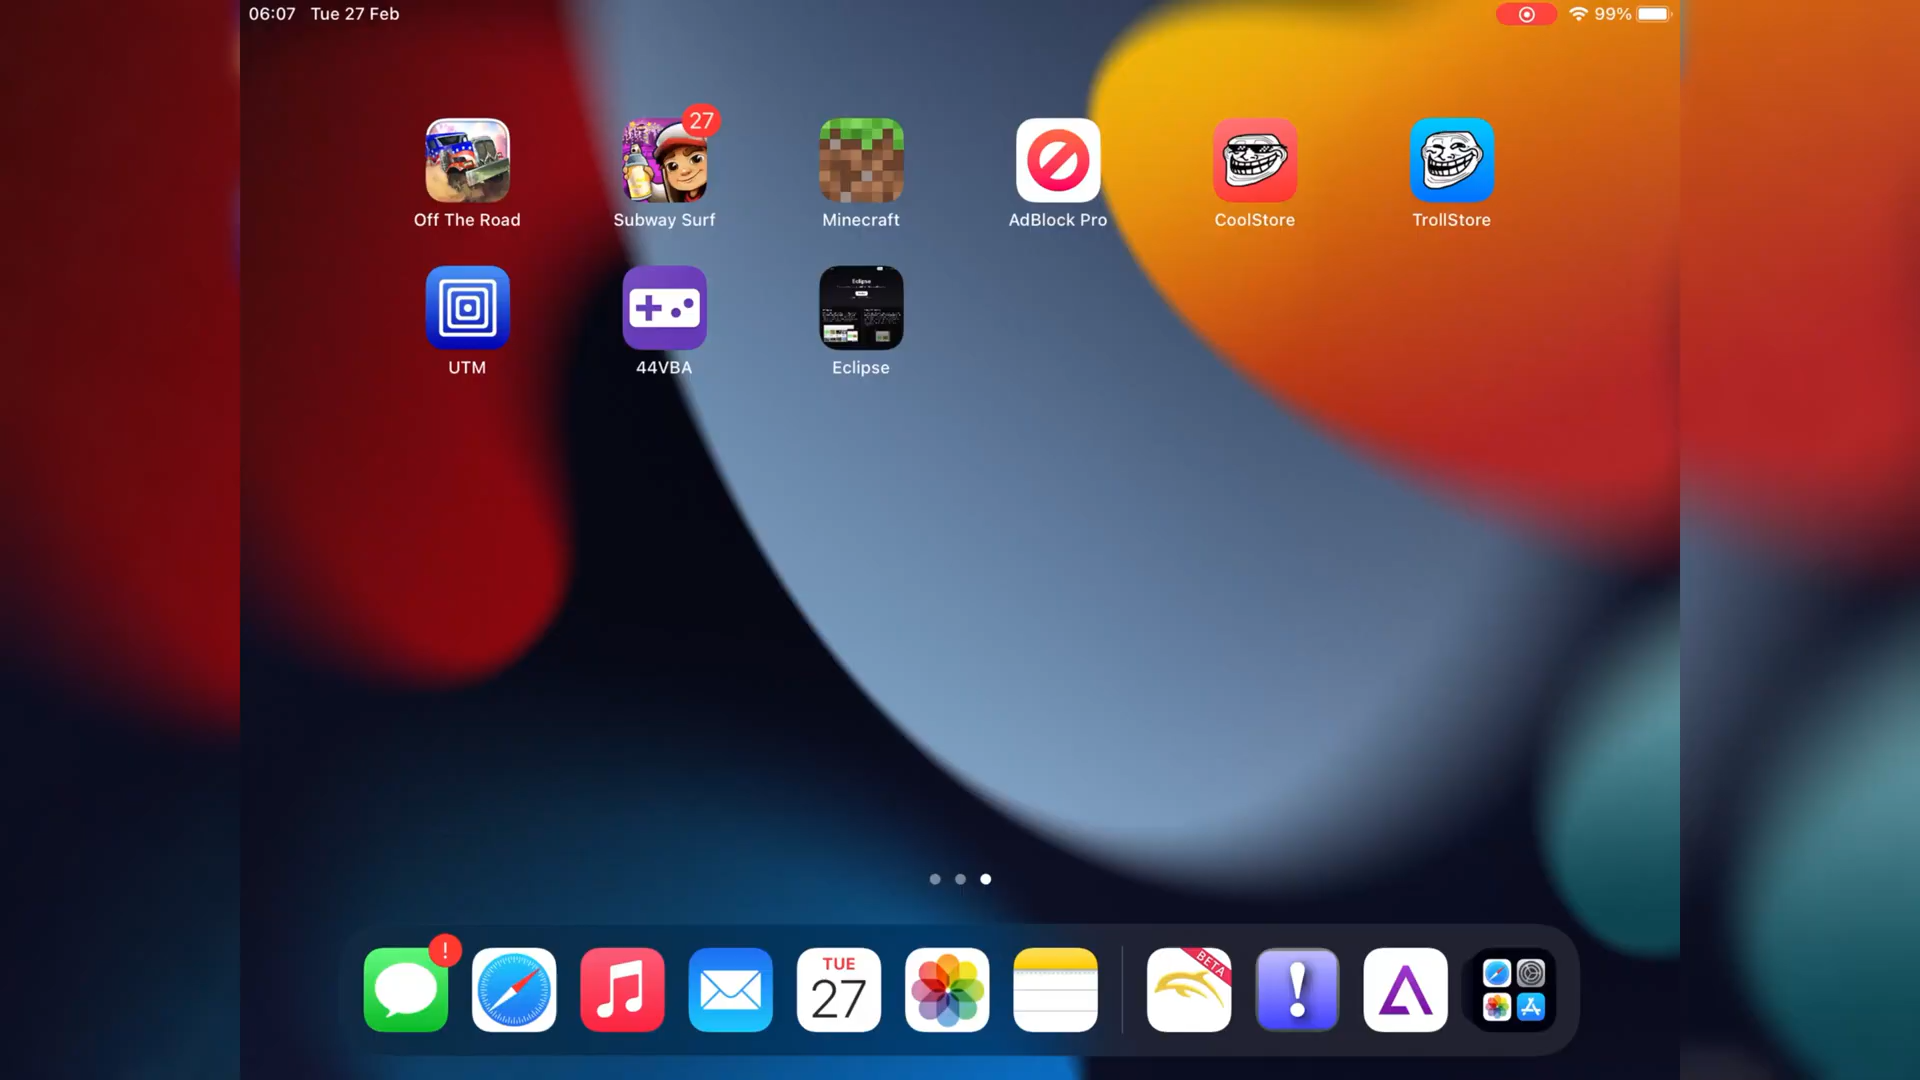 06:07 Tue 27 Feb
99%
27
Off The Road
Subway Surf
Minecraft
AdBlock Pro
CoolStore
TrollStore
Eclipse
UTM
44VBA
Eclipse
!
TUE
27
BETA
!